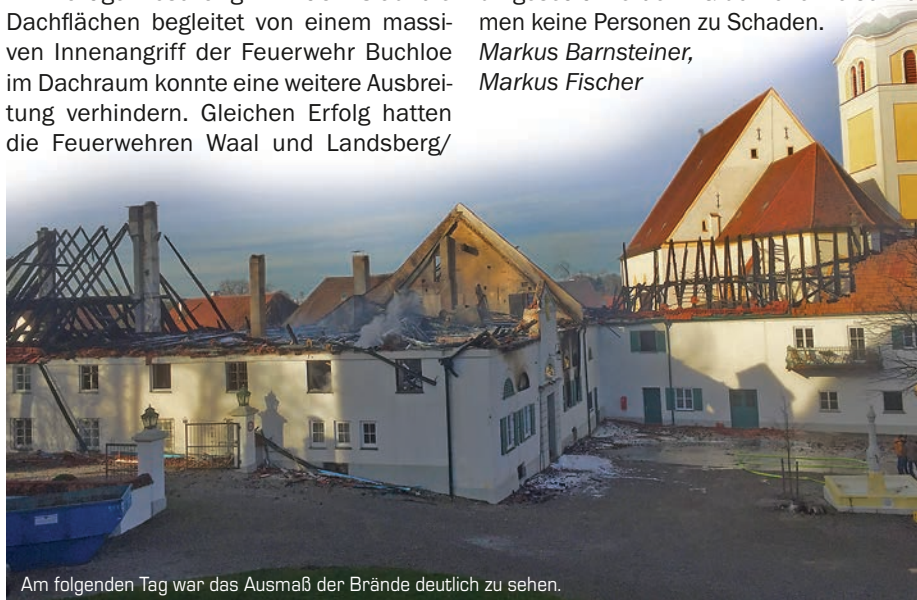 Dachflächen begleitet von einem massi-
ven Innenangriff der Feuerwehr Buchloe
im Dachraum konnte eine weitere Ausbrei-
tung verhindern. Gleichen Erfolg hatten
die Feuerwehren Waal und Landsberg/
men keine Personen zu Schaden.
Markus Barnsteiner,
Markus Fischer
Am folgenden Tag war das Ausmaß der Brände deutlich zu sehen.